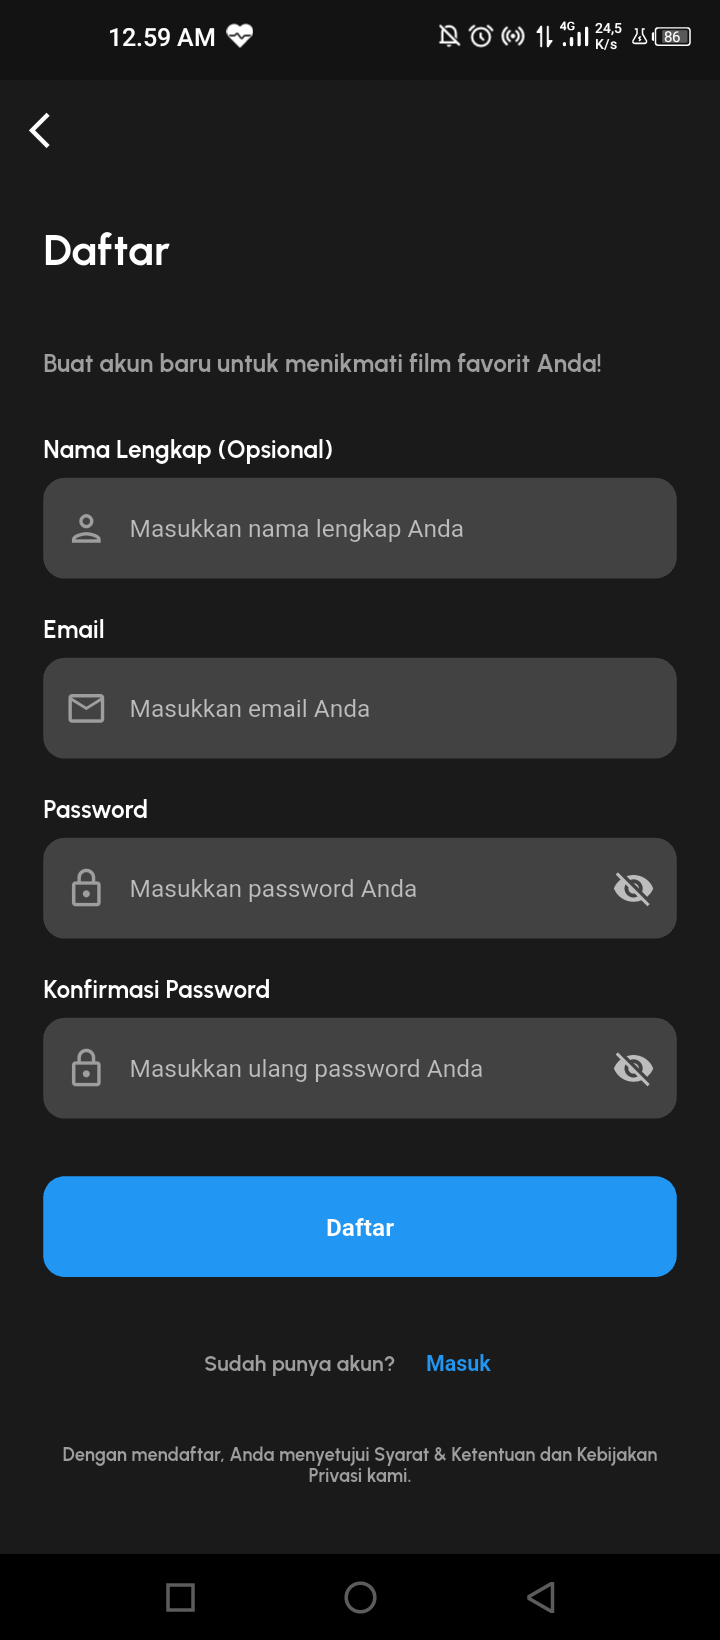 12.59 AM
4G
24,5
K/s
86
Daftar
Buat akun baru untuk menikmati film favorit Anda!
Nama Lengkap (Opsional)
Masukkan nama lengkap Anda
Email
Masukkan email Anda
Password
Masukkan password Anda
Konfirmasi Password
Masukkan ulang password Anda
Daftar
Sudah punya akun? Masuk
Dengan mendaftar, Anda menyetujui Syarat & Ketentuan dan Kebijakan
Privasi kami.